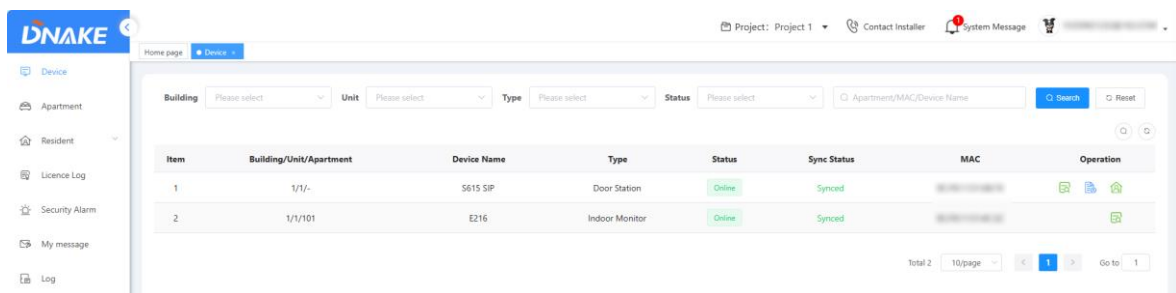 DNAKE
Project: Project 1
Contact Installer
1
System Message
Home page
Device ×
Device
Apartment
Resident
Licence Log
Security Alarm
My message
Log
Building Please select Unit Please select Type Please select Status Please select Apartment/MAC/Device Name Search Reset
Item Building/Unit/Apartment Device Name Type Status Sync Status MAC Operation
1 1/1/- S615 SIP Door Station Online Synced
2 1/1/101 E216 Indoor Monitor Online Synced
Total 2 10/page < 1 > Go to 1